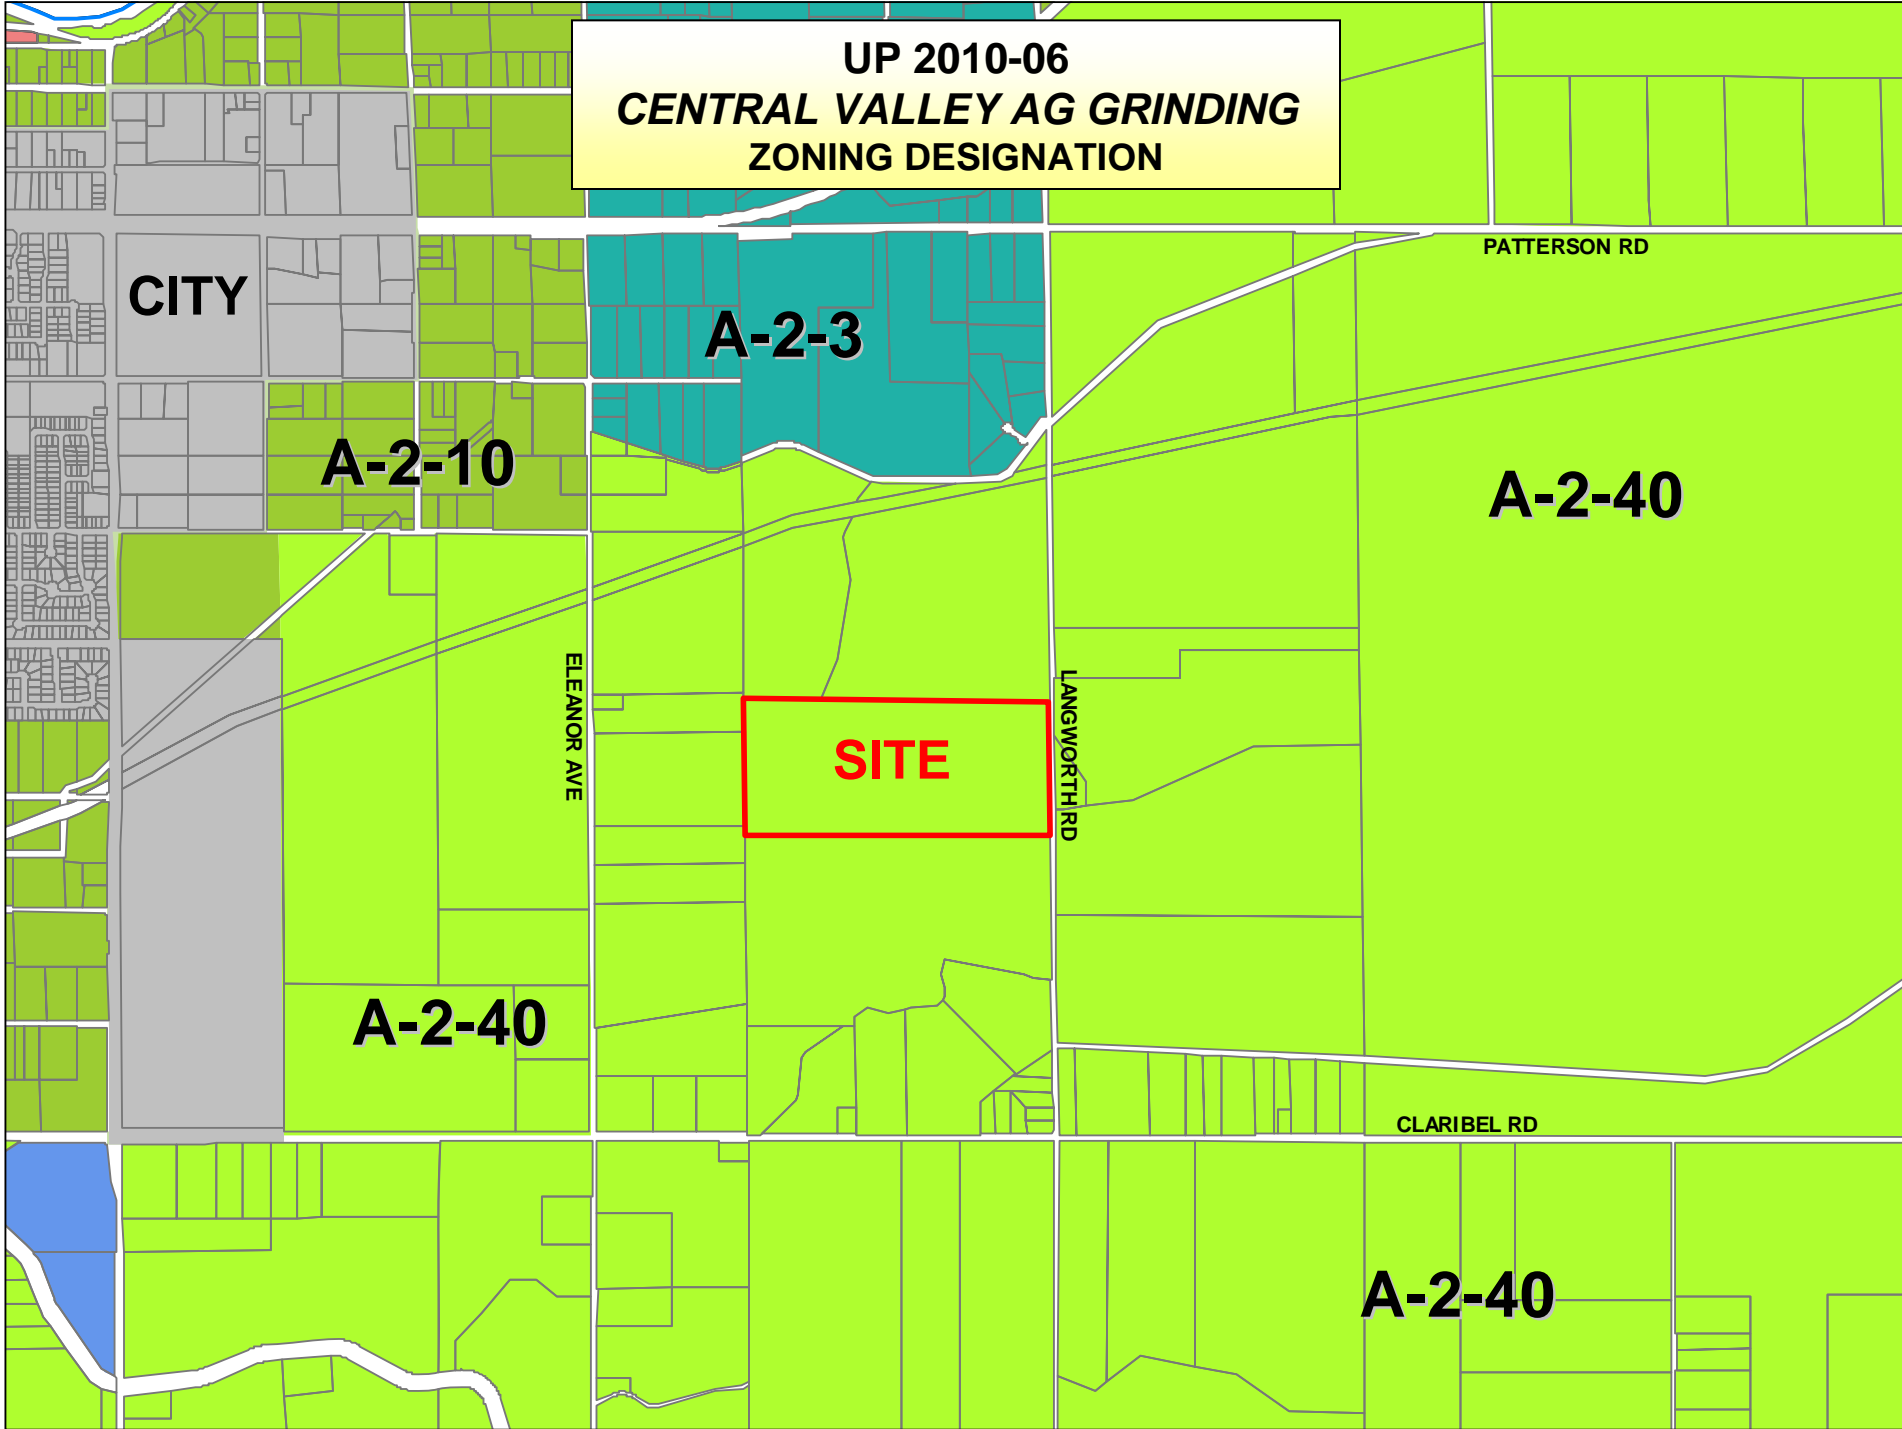 UP 2010-06
CENTRAL VALLEY AG GRINDING
ZONING DESIGNATION
PATTERSON RD
CITY
A-2-3
A-2-10
A-2-40
ELEANOR AVE
LANGWORTH RD
SITE
A-2-40
CLARIBEL RD
A-2-40